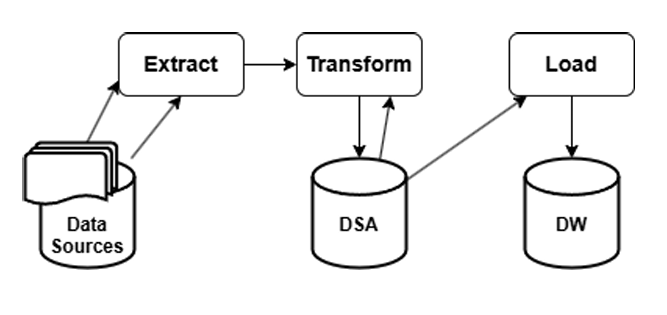 Extract
Transform
Load
Data
Sources
DSA
DW